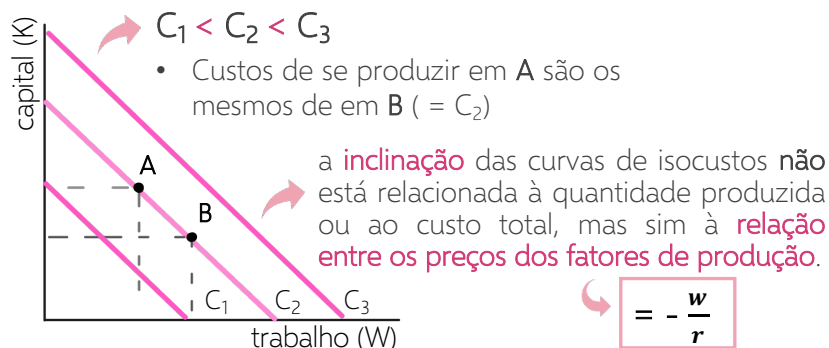 C₁ < C₂ < C₃
• Custos de se produzir em A são os
mesmos de em B ( = C₂)
capital (K)
A
B
a inclinação das curvas de isocustos não
está relacionada à quantidade produzida
ou ao custo total, mas sim à relação
entre os preços dos fatores de produção.
C₁
C₂
C₃
trabalho (W)
= - w/r